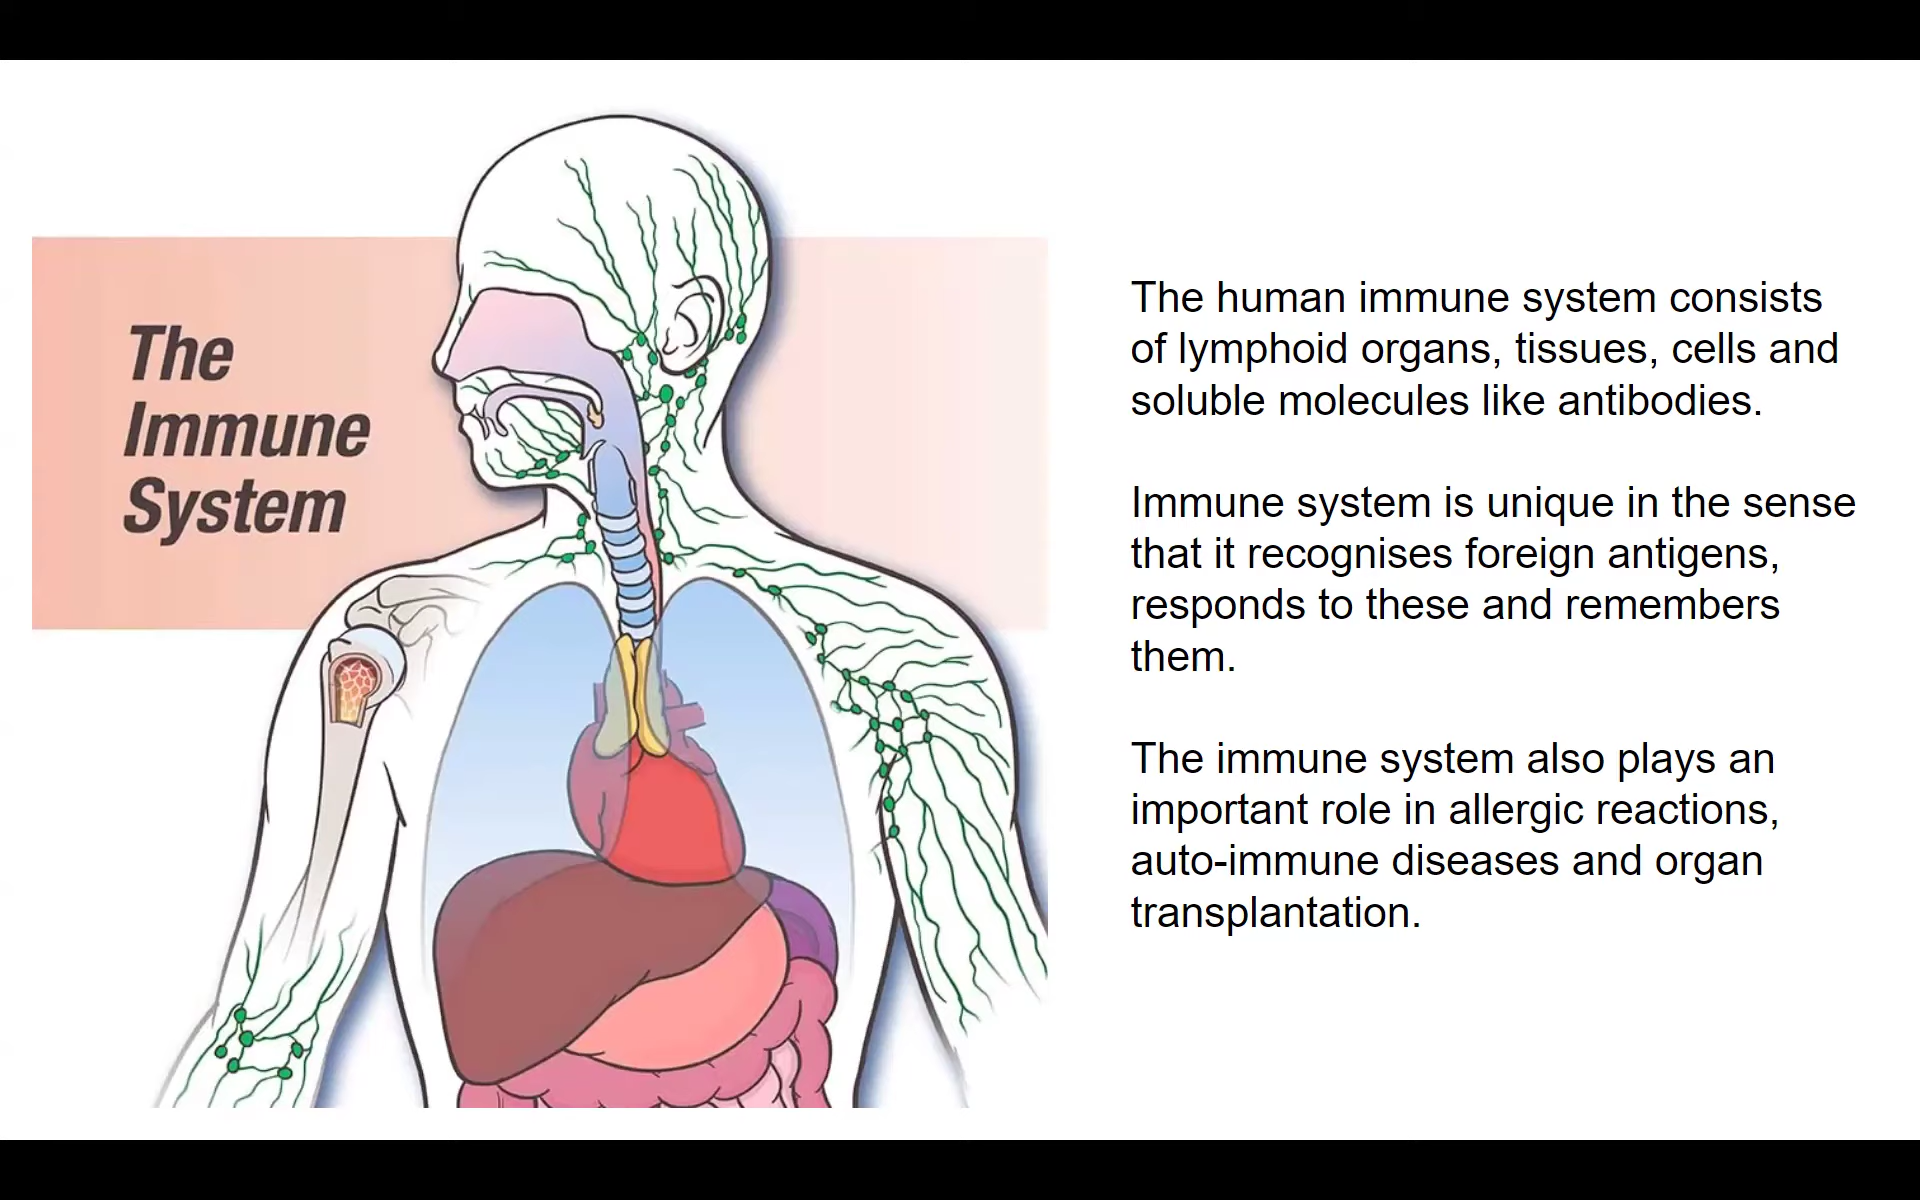 The
Immune
System
The human immune system consists
of lymphoid organs, tissues, cells and
soluble molecules like antibodies.
Immune system is unique in the sense
that it recognises foreign antigens,
responds to these and remembers
them.
The immune system also plays an
important role in allergic reactions,
auto-immune diseases and organ
transplantation.